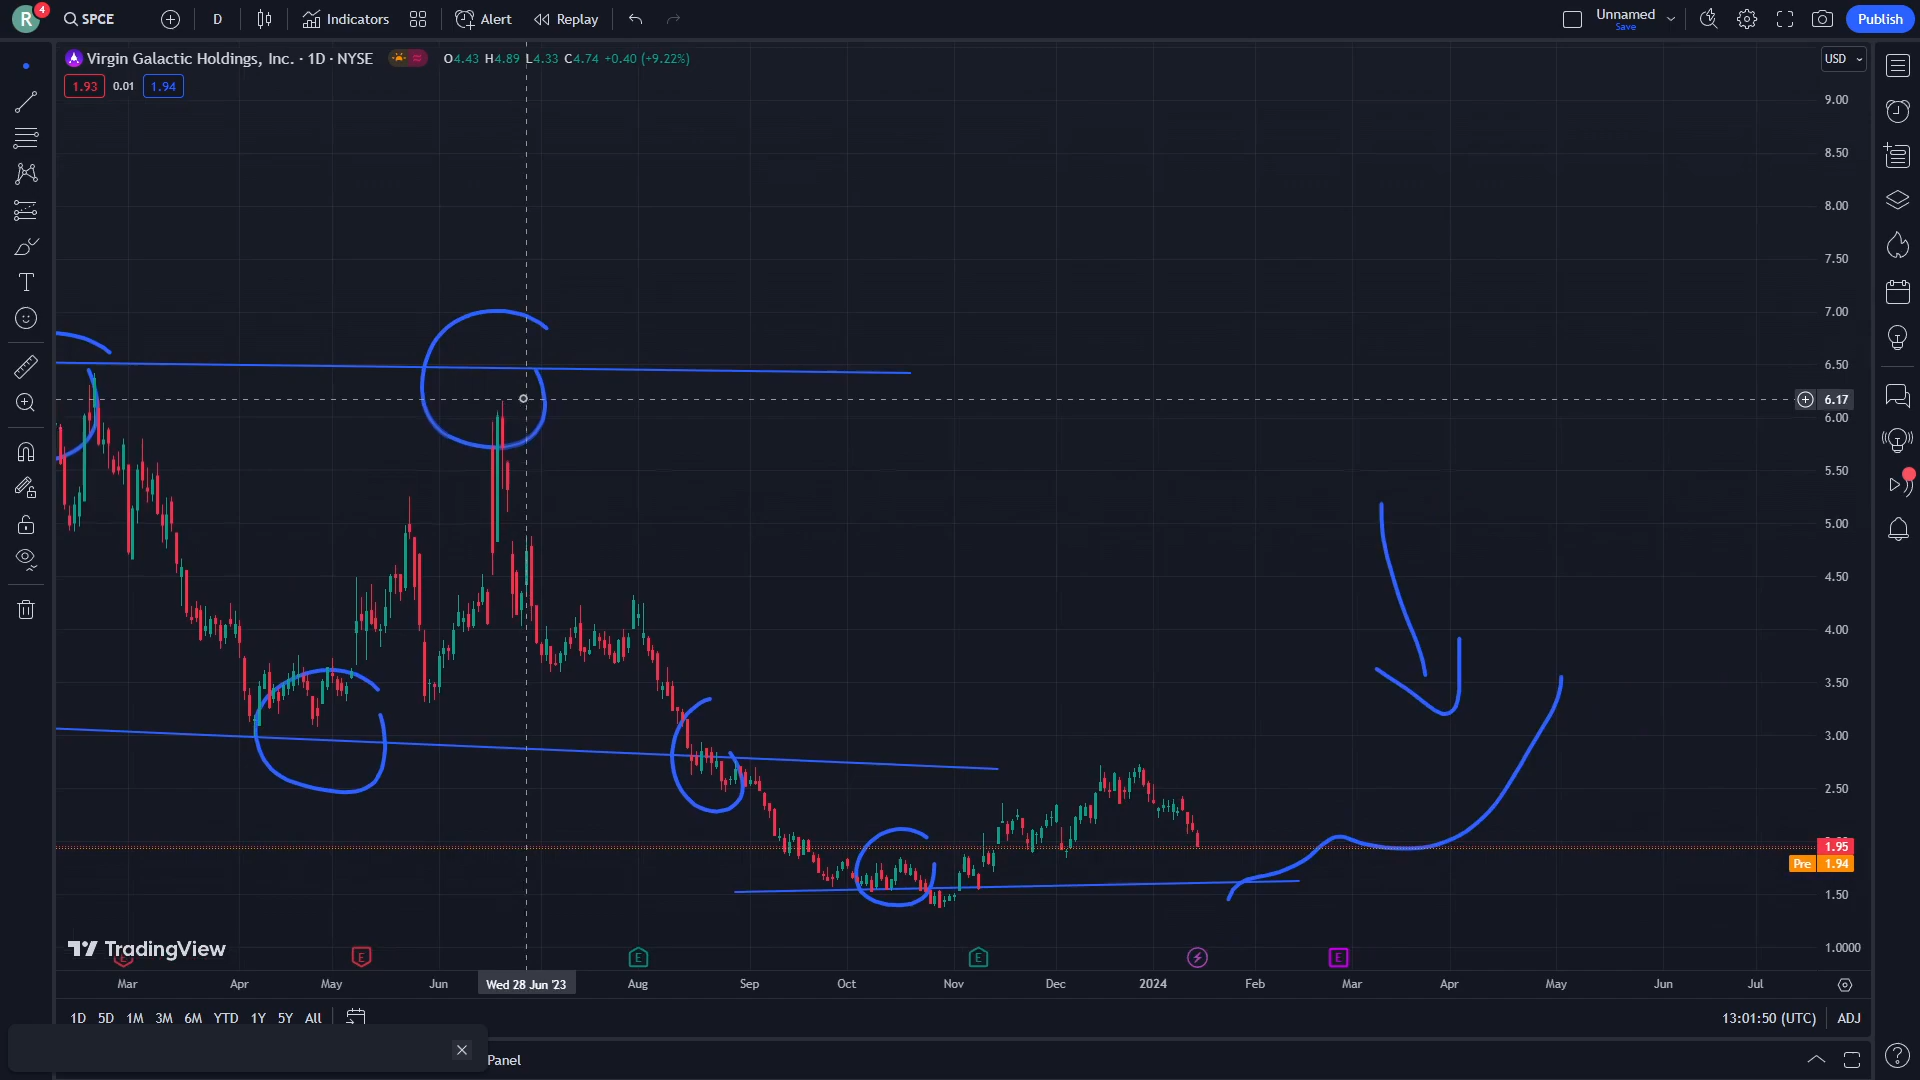 R 4 SPCE D Indicators Alert Replay Unnamed Save Publish
Virgin Galactic Holdings, Inc. · 1D · NYSE O4.43 H4.89 L4.33 C4.74 +0.40 (+9.22%) USD
1.93 0.01 1.94
9.00
8.50
8.00
7.50
7.00
6.50
6.17
6.00
5.50
5.00
4.50
4.00
3.50
3.00
2.50
1.95
Pre 1.94
1.50
1.0000
TradingView
E E E E E
Mar Apr May Jun Wed 28 Jun '23 Aug Sep Oct Nov Dec 2024 Feb Mar Apr May Jun Jul
1D 5D 1M 3M 6M YTD 1Y 5Y All 13:01:50 (UTC) ADJ
Panel